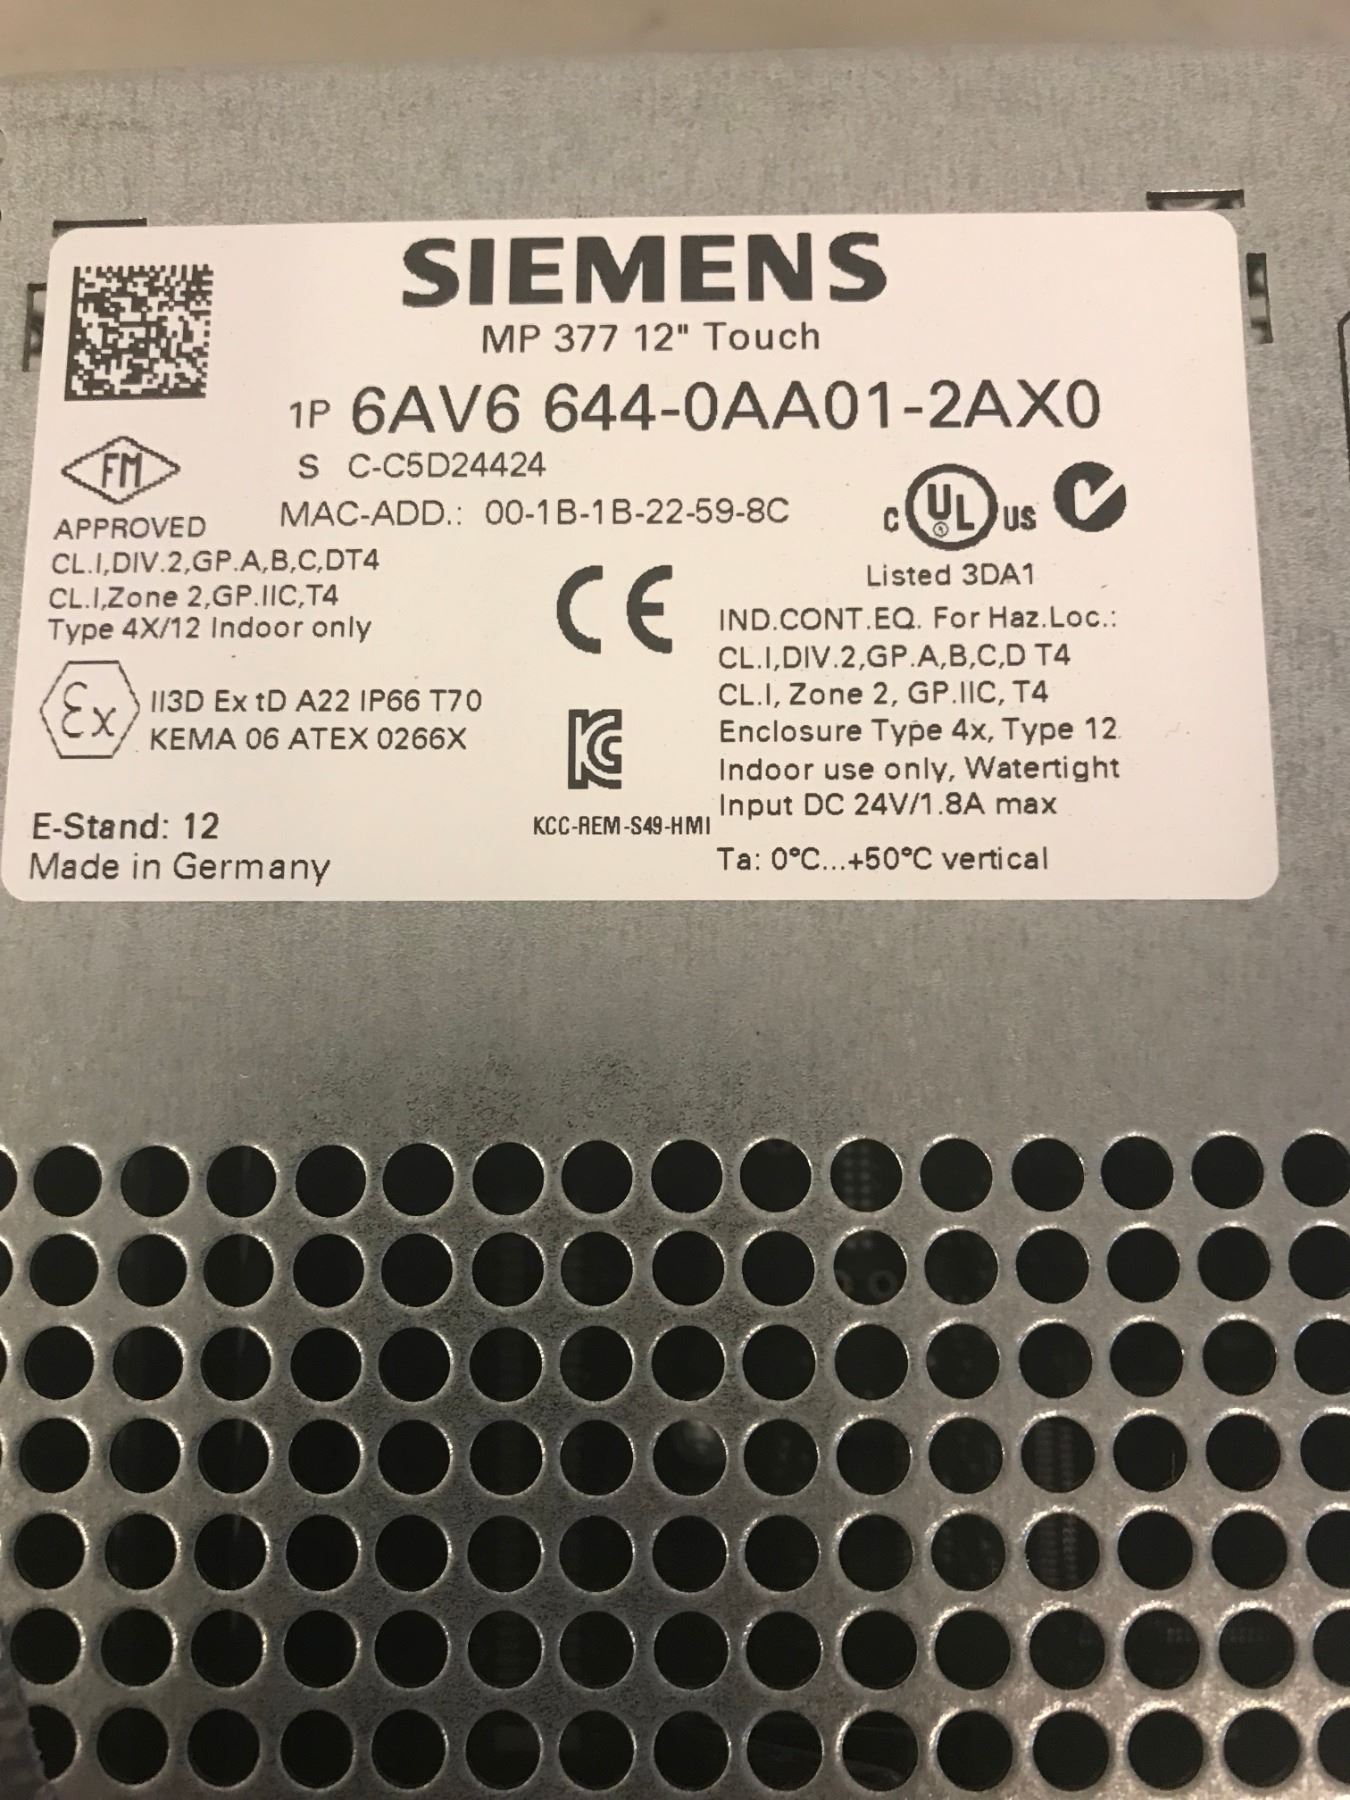 SIEMENS
MP 377 12" Touch
1P 6AV6 644-0AA01-2AX0
S C-C5D24424
MAC-ADD.: 00-1B-1B-22-59-8C
FM
APPROVED
CL.I,DIV.2,GP.A,B,C,DT4
CL.I,Zone 2,GP.IIC,T4
Type 4X/12 Indoor only
Ex
II3D Ex tD A22 IP66 T70
KEMA 06 ATEX 0266X
E-Stand: 12
Made in Germany
CE
KC
KCC-REM-S49-HMI
C UL US
Listed 3DA1
IND.CONT.EQ. For Haz.Loc.:
CL.I,DIV.2,GP.A,B,C,D T4
CL.I, Zone 2, GP.IIC, T4
Enclosure Type 4x, Type 12
Indoor use only, Watertight
Input DC 24V/1.8A max
Ta: 0°C...+50°C vertical